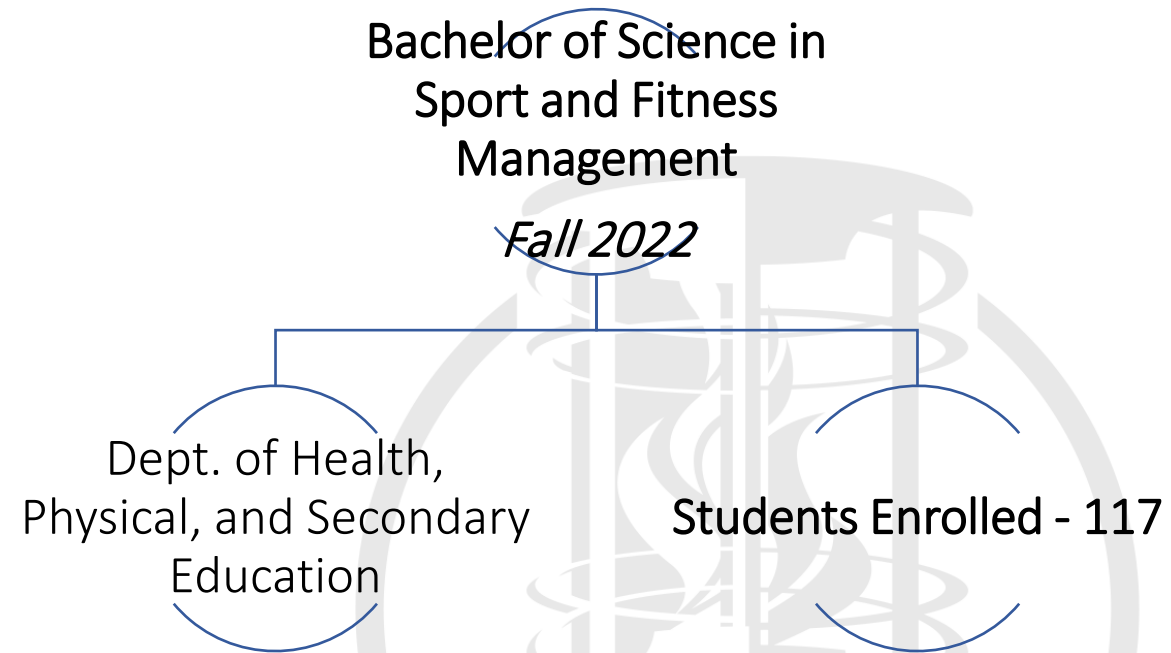 Bachelor of Science in
Sport and Fitness
Management
Fall 2022
Dept. of Health,
Physical, and Secondary
Education
Students Enrolled - 117